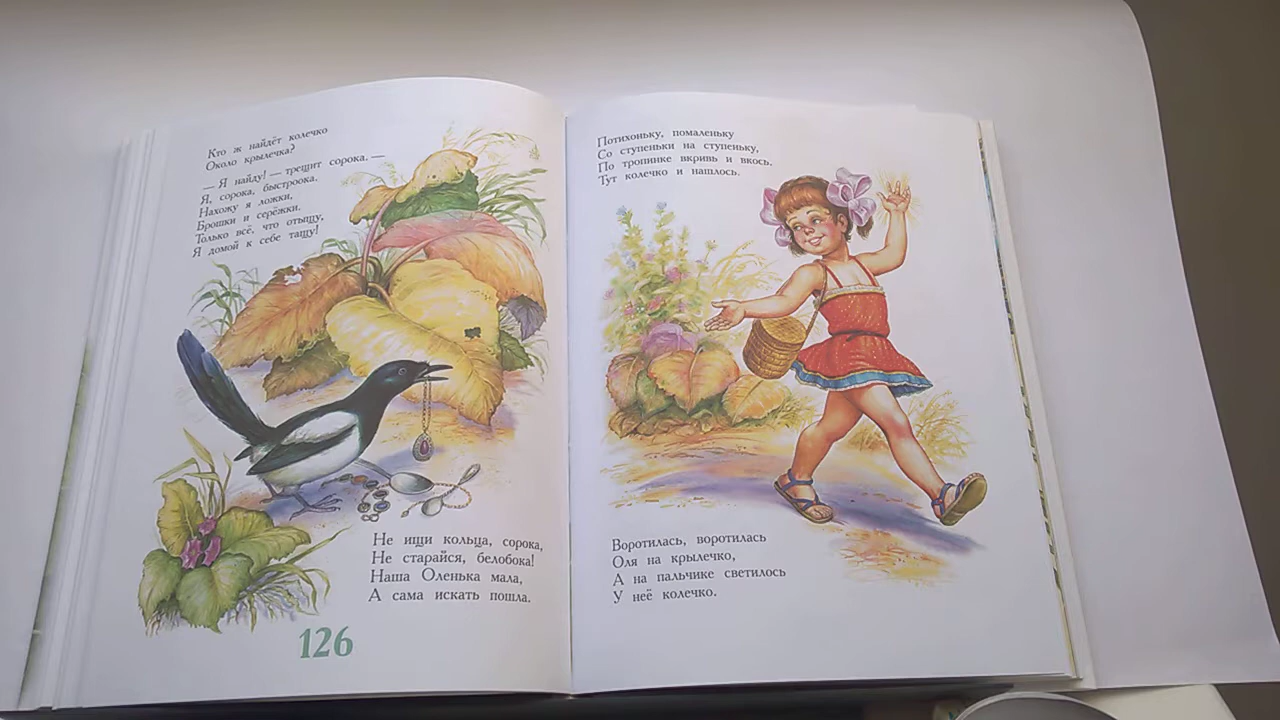 Кто ж найдёт колечко
Около крылечка?
— Я найду! — трещит сорока. —
Я, сорока, быстроока.
Нахожу я ложки,
Брошки и серёжки.
Только всё, что отыщу,
Я домой к себе тащу!
Не ищи кольца, сорока,
Не старайся, белобока!
Наша Оленька мала,
А сама искать пошла.
126
Потихоньку, помаленьку
Со ступеньки на ступеньку,
По тропинке вкривь и вкось.
Тут колечко и нашлось.
Воротилась, воротилась
Оля на крылечко,
А на пальчике светилось
У неё колечко.